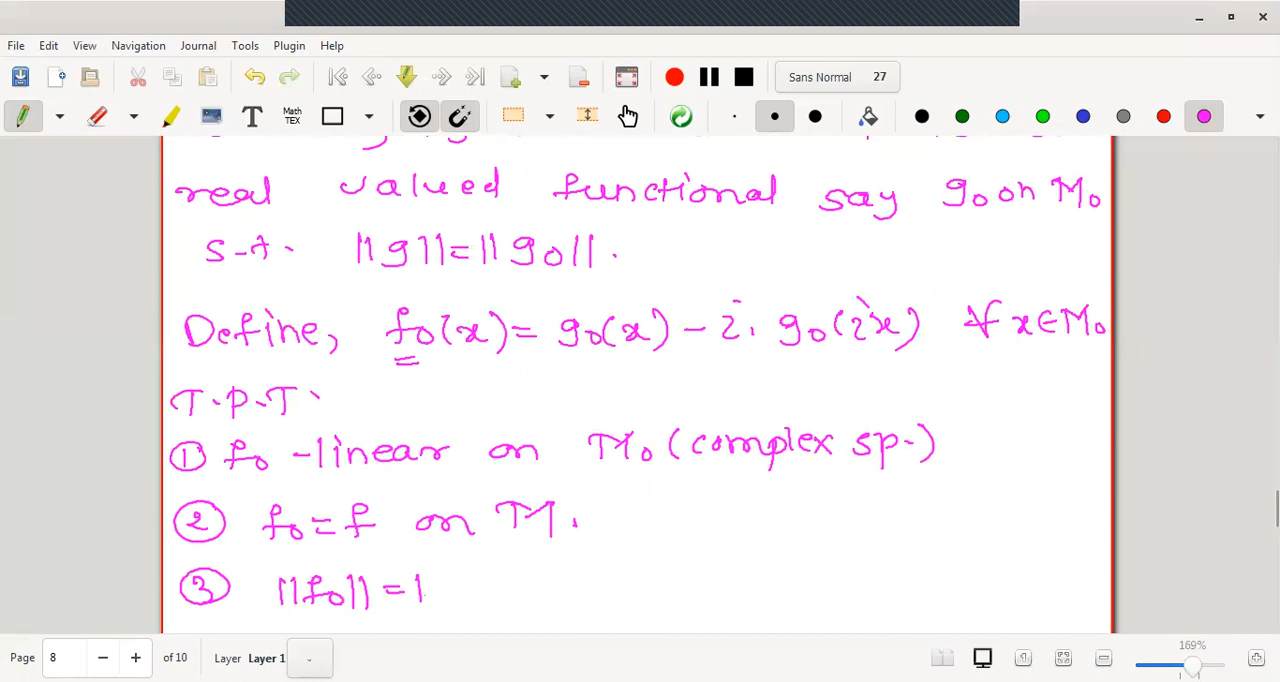 File Edit View Navigation Journal Tools Plugin Help
Sans Normal 27
T Math TEX
real valued functional say g₀ on M₀
s.t. ||g||=||g₀||.
Define, f₀(x)= g₀(x) - i. g₀(ix) ∀ x∈M₀
T.P.T.
① f₀ -linear on M₀ (complex sp.)
② f₀=f on M.
③ ||f₀||=|
169%
Page 8 of 10 Layer Layer 1